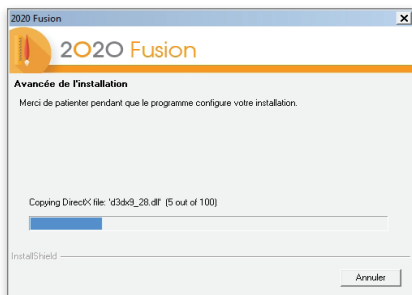 2020 Fusion
2020 Fusion
Avancée de l'installation
Merci de patienter pendant que le programme configure votre installation.
Copying DirectX file: 'd3dx9_28.dll' (5 out of 100)
InstallShield
Annuler